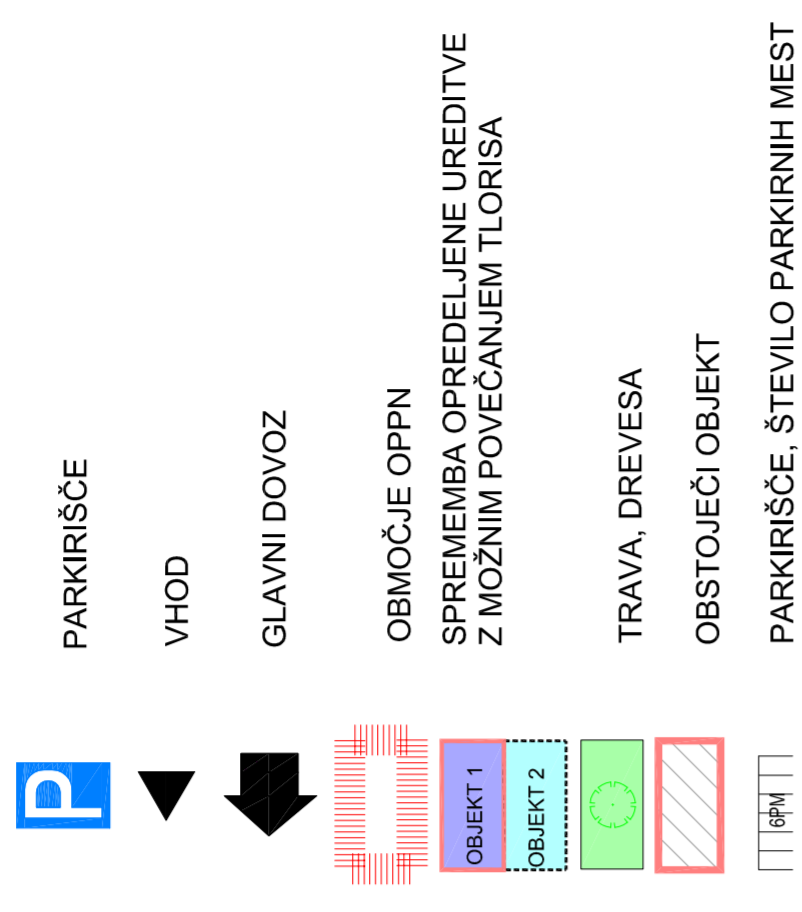 P PARKIRIŠČE
VHOD
GLAVNI DOVOZ
OBMOČJE OPPN
OBJEKT 1 SPREMEMBA OPREDELJENE UREDITVE
OBJEKT 2 Z MOŽNIM POVEČANJEM TLORISA
TRAVA, DREVESA
OBSTOJEČI OBJEKT
6PM PARKIRIŠČE, ŠTEVILO PARKIRNIH MEST